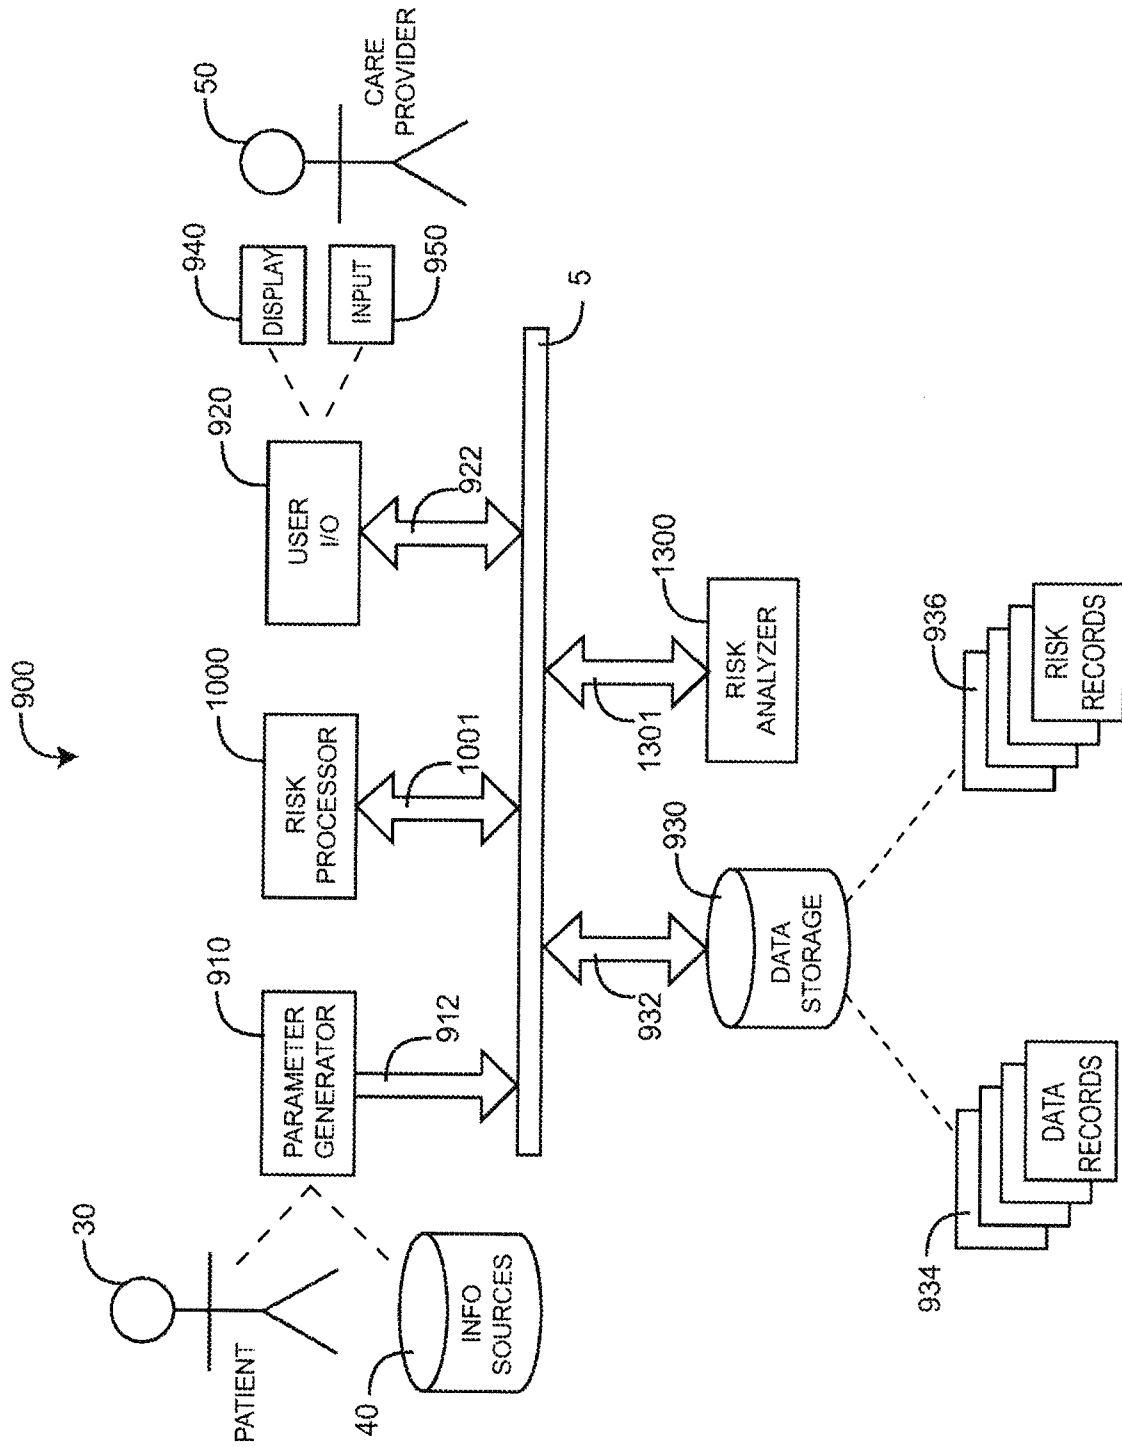 900
30
PATIENT
40
INFO
SOURCES
910
PARAMETER
GENERATOR
912
1000
RISK
PROCESSOR
1001
920
USER
I/O
922
940
DISPLAY
INPUT
950
50
CARE
PROVIDER
5
932
930
DATA
STORAGE
1301
1300
RISK
ANALYZER
934
DATA
RECORDS
936
RISK
RECORDS